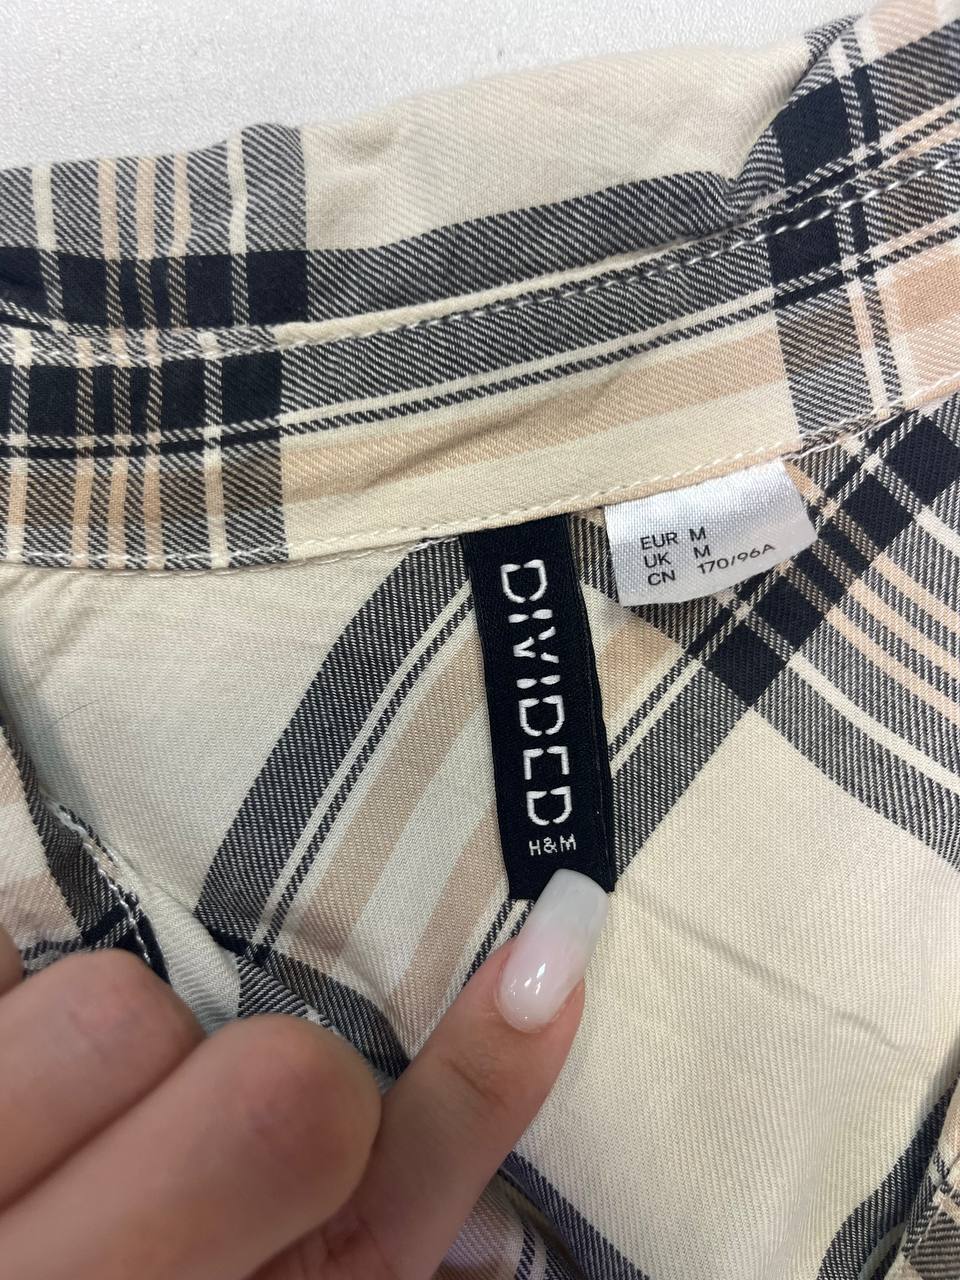 DIVIDED
H&M
EUR M
UK M
CN 170/96A